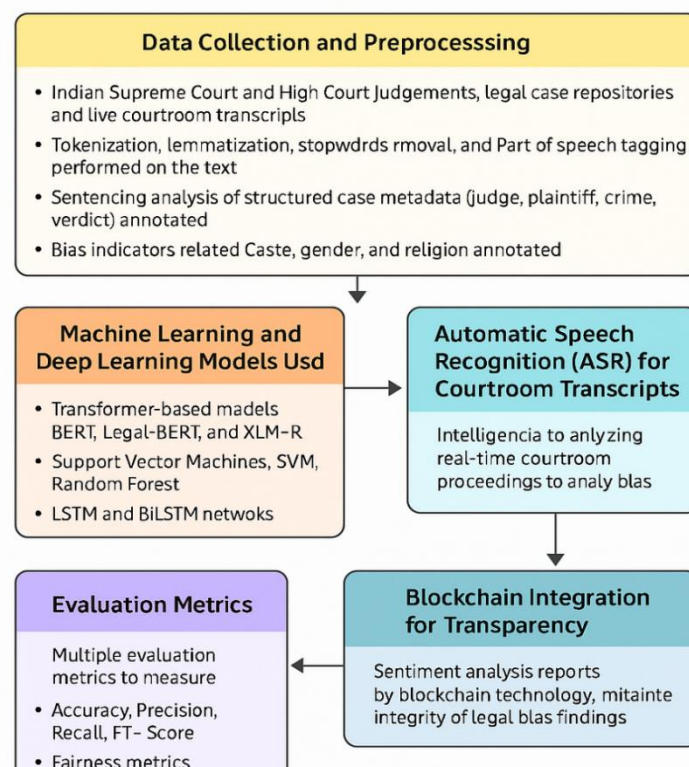 Data Collection and Preprocesssing
• Indian Supreme Court and High Court Judgements, legal case repositories
and live courtroom transcripls
• Tokenization, lemmatization, stopwdrds rmoval, and Part of speech tagging
performed on the text
• Sentencing analysis of structured case metadata (judge, plaintiff, crime,
verdict) annotated
• Bias indicators related Caste, gender, and religion annotated
Machine Learning and
Deep Learning Models Usd
• Transformer-based madels
BERT, Legal-BERT, and XLM-R
• Support Vector Machines, SVM,
Random Forest
• LSTM and BiLSTM netwoks
Automatic Speech
Recognition (ASR) for
Courtroom Transcripts
Intelligencia to anlyzing
real-time courtroom
proceedings to analy blas
Blockchain Integration
for Transparency
Sentiment analysis reports
by blockchain technology, mitainte
integrity of legal blas findings
Evaluation Metrics
Multiple evaluation
metrics to measure
• Accuracy, Precision,
Recall, FT- Score
• Fairness metrics